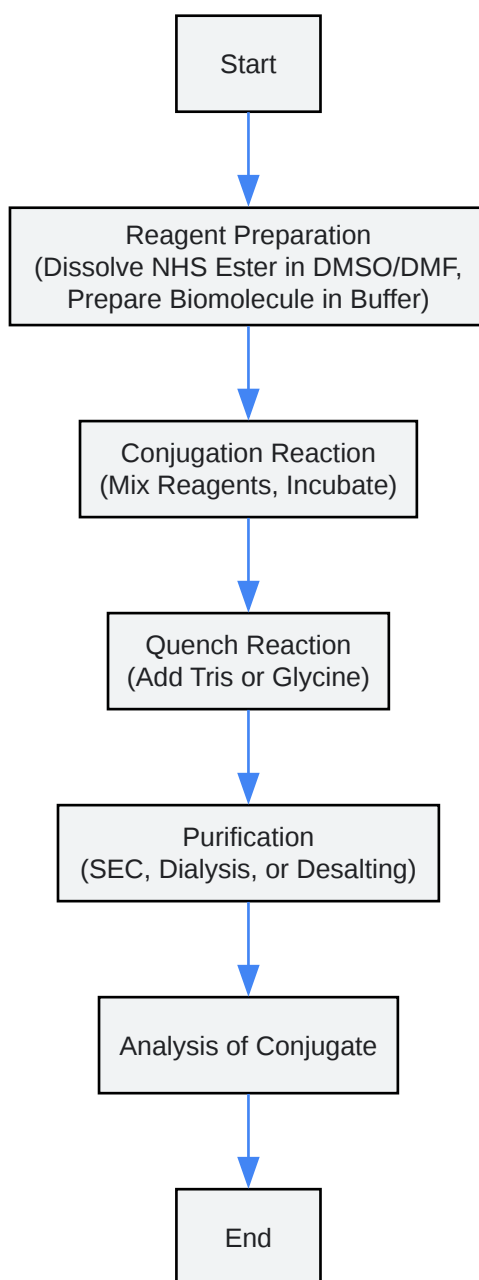 Start
Reagent Preparation
(Dissolve NHS Ester in DMSO/DMF,
Prepare Biomolecule in Buffer)
Conjugation Reaction
(Mix Reagents, Incubate)
Quench Reaction
(Add Tris or Glycine)
Purification
(SEC, Dialysis, or Desalting)
Analysis of Conjugate
End